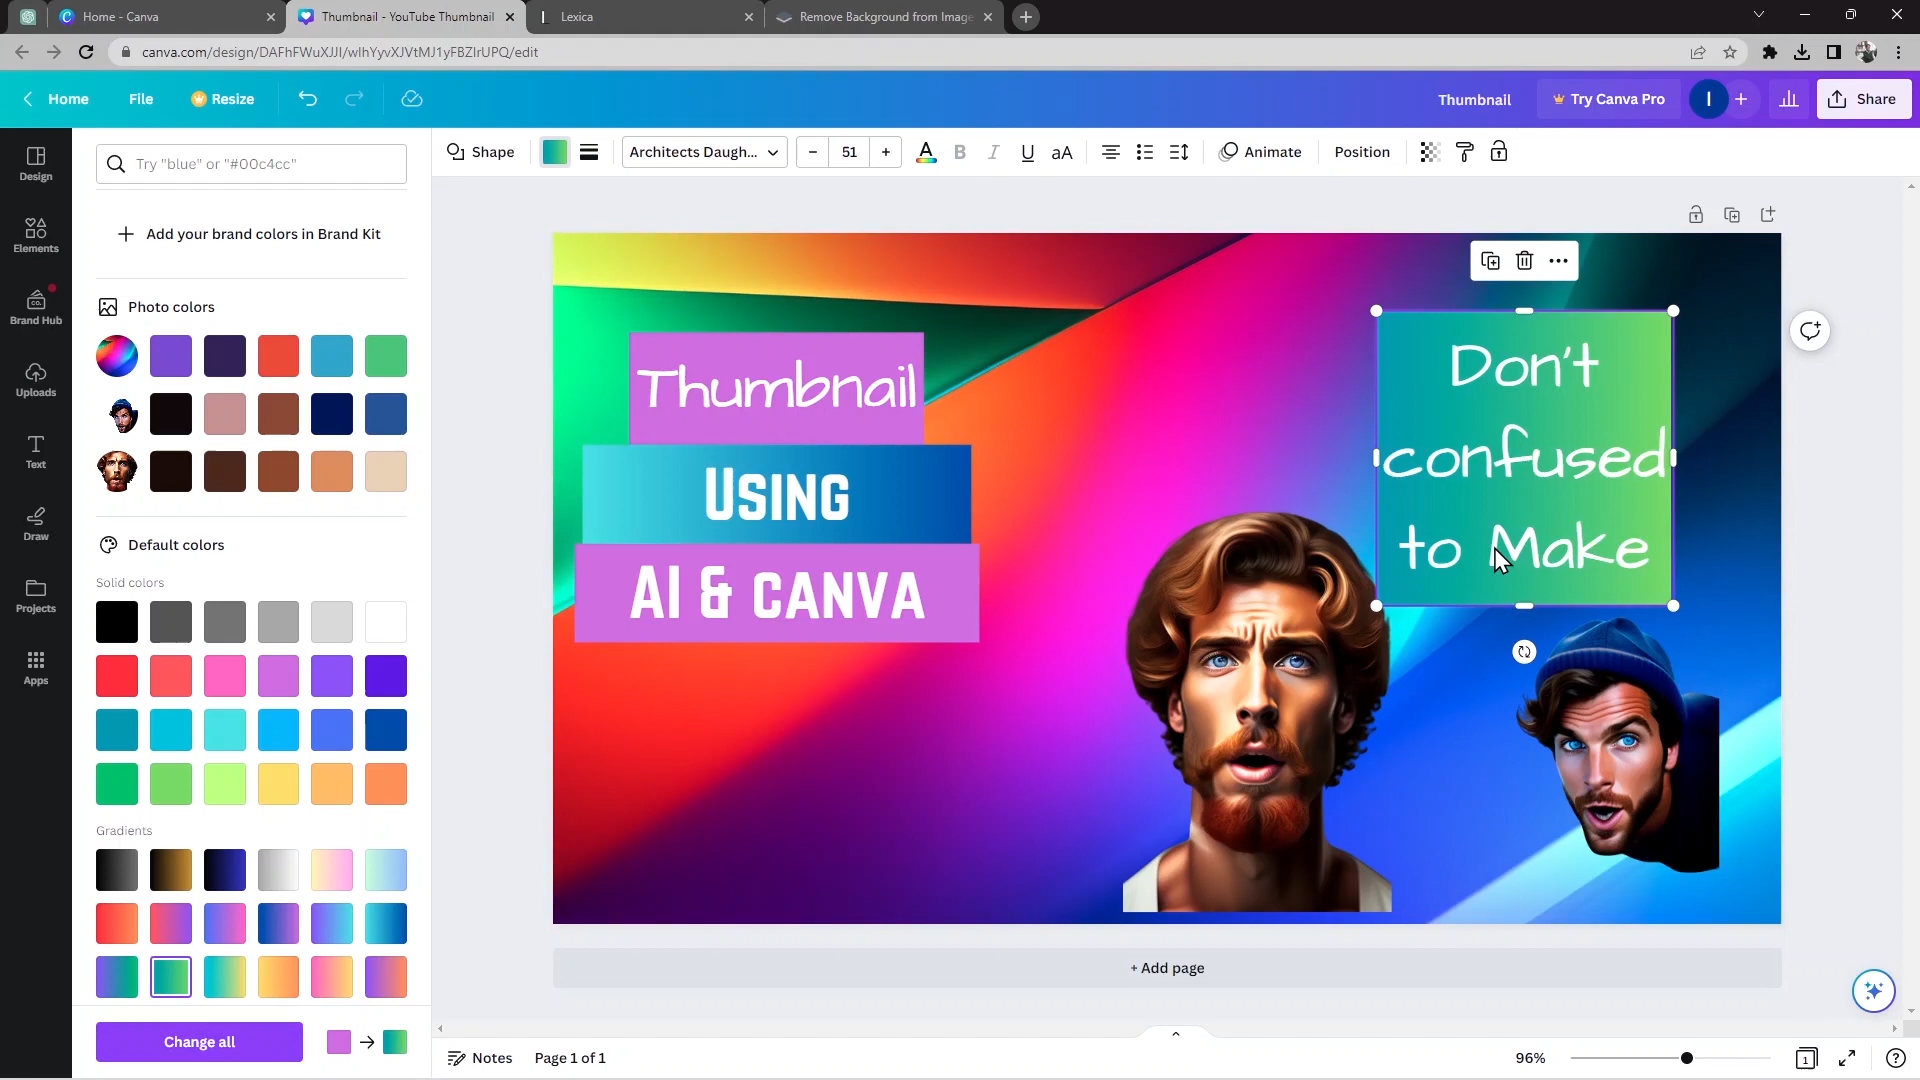 Home - Canva
Thumbnail - YouTube Thumbnail
Lexica
Remove Background from Image
canva.com/design/DAFhFWuXJJI/wIhYyvXJVtMJ1yFBZlrUPQ/edit
Home
File
Resize
Thumbnail
Try Canva Pro
I
Share
Design
Elements
CO.
Brand Hub
Uploads
Text
Draw
Projects
Apps
Try "blue" or "#00c4cc"
Add your brand colors in Brand Kit
Photo colors
Default colors
Solid colors
Gradients
Change all
Shape
Architects Daugh...
51
B
I
U
aA
Animate
Position
Thumbnail
Using
AI & canva
Don't
confused
to Make
+ Add page
Notes
Page 1 of 1
96%
1